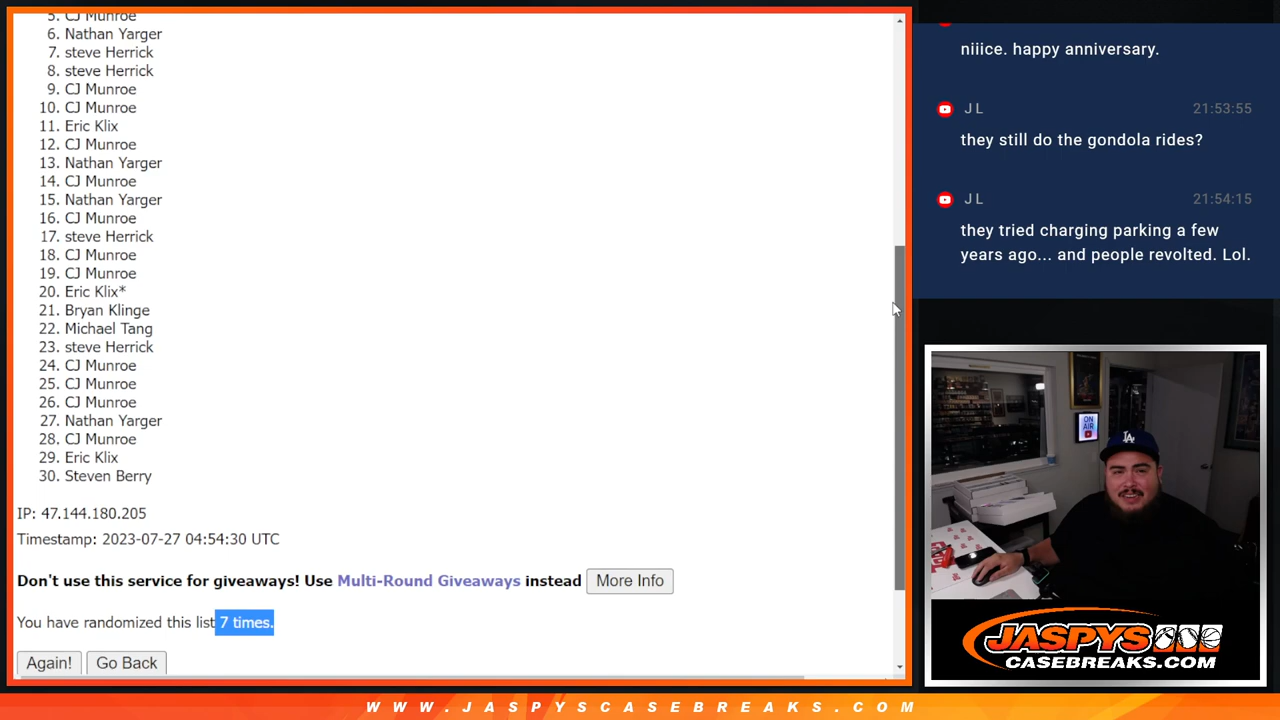 5. CJ Munroe
6. Nathan Yarger
7. steve Herrick
8. steve Herrick
9. CJ Munroe
10. CJ Munroe
11. Eric Klix
12. CJ Munroe
13. Nathan Yarger
14. CJ Munroe
15. Nathan Yarger
16. CJ Munroe
17. steve Herrick
18. CJ Munroe
19. CJ Munroe
20. Eric Klix*
21. Bryan Klinge
22. Michael Tang
23. steve Herrick
24. CJ Munroe
25. CJ Munroe
26. CJ Munroe
27. Nathan Yarger
28. CJ Munroe
29. Eric Klix
30. Steven Berry
IP: 47.144.180.205
Timestamp: 2023-07-27 04:54:30 UTC
Don't use this service for giveaways! Use Multi-Round Giveaways instead More Info
You have randomized this list 7 times.
Again! Go Back
niiice. happy anniversary.
J L 21:53:55
they still do the gondola rides?
J L 21:54:15
they tried charging parking a few
years ago... and people revolted. Lol.
ON
AIR
LA
JASPYS
CASEBREAKS.COM
WWW.JASPYSCASEBREAKS.COM